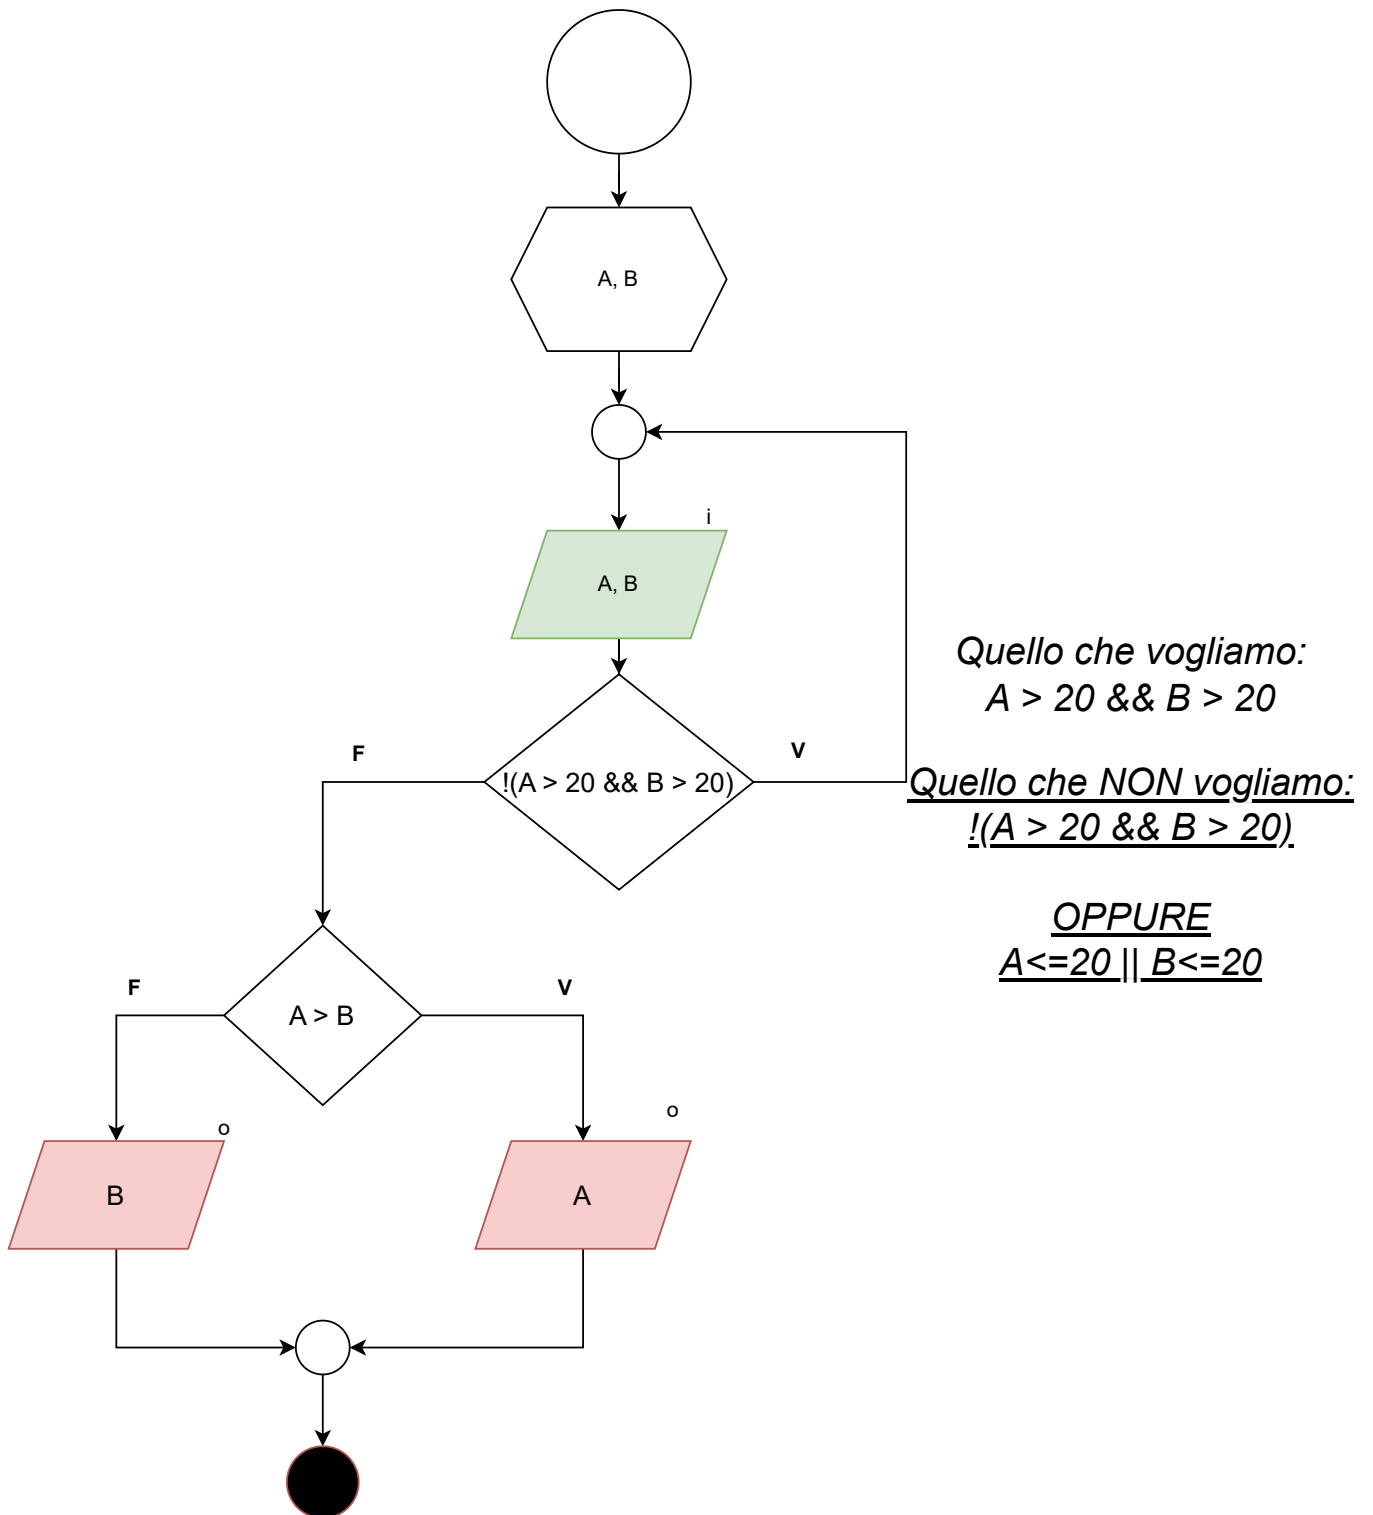 A, B
i
A, B
Quello che vogliamo:
A > 20 && B > 20
F
V
!(A > 20 && B > 20)
Quello che NON vogliamo:
!(A > 20 && B > 20)
OPPURE
A<=20 || B<=20
F
V
A > B
o
o
B
A